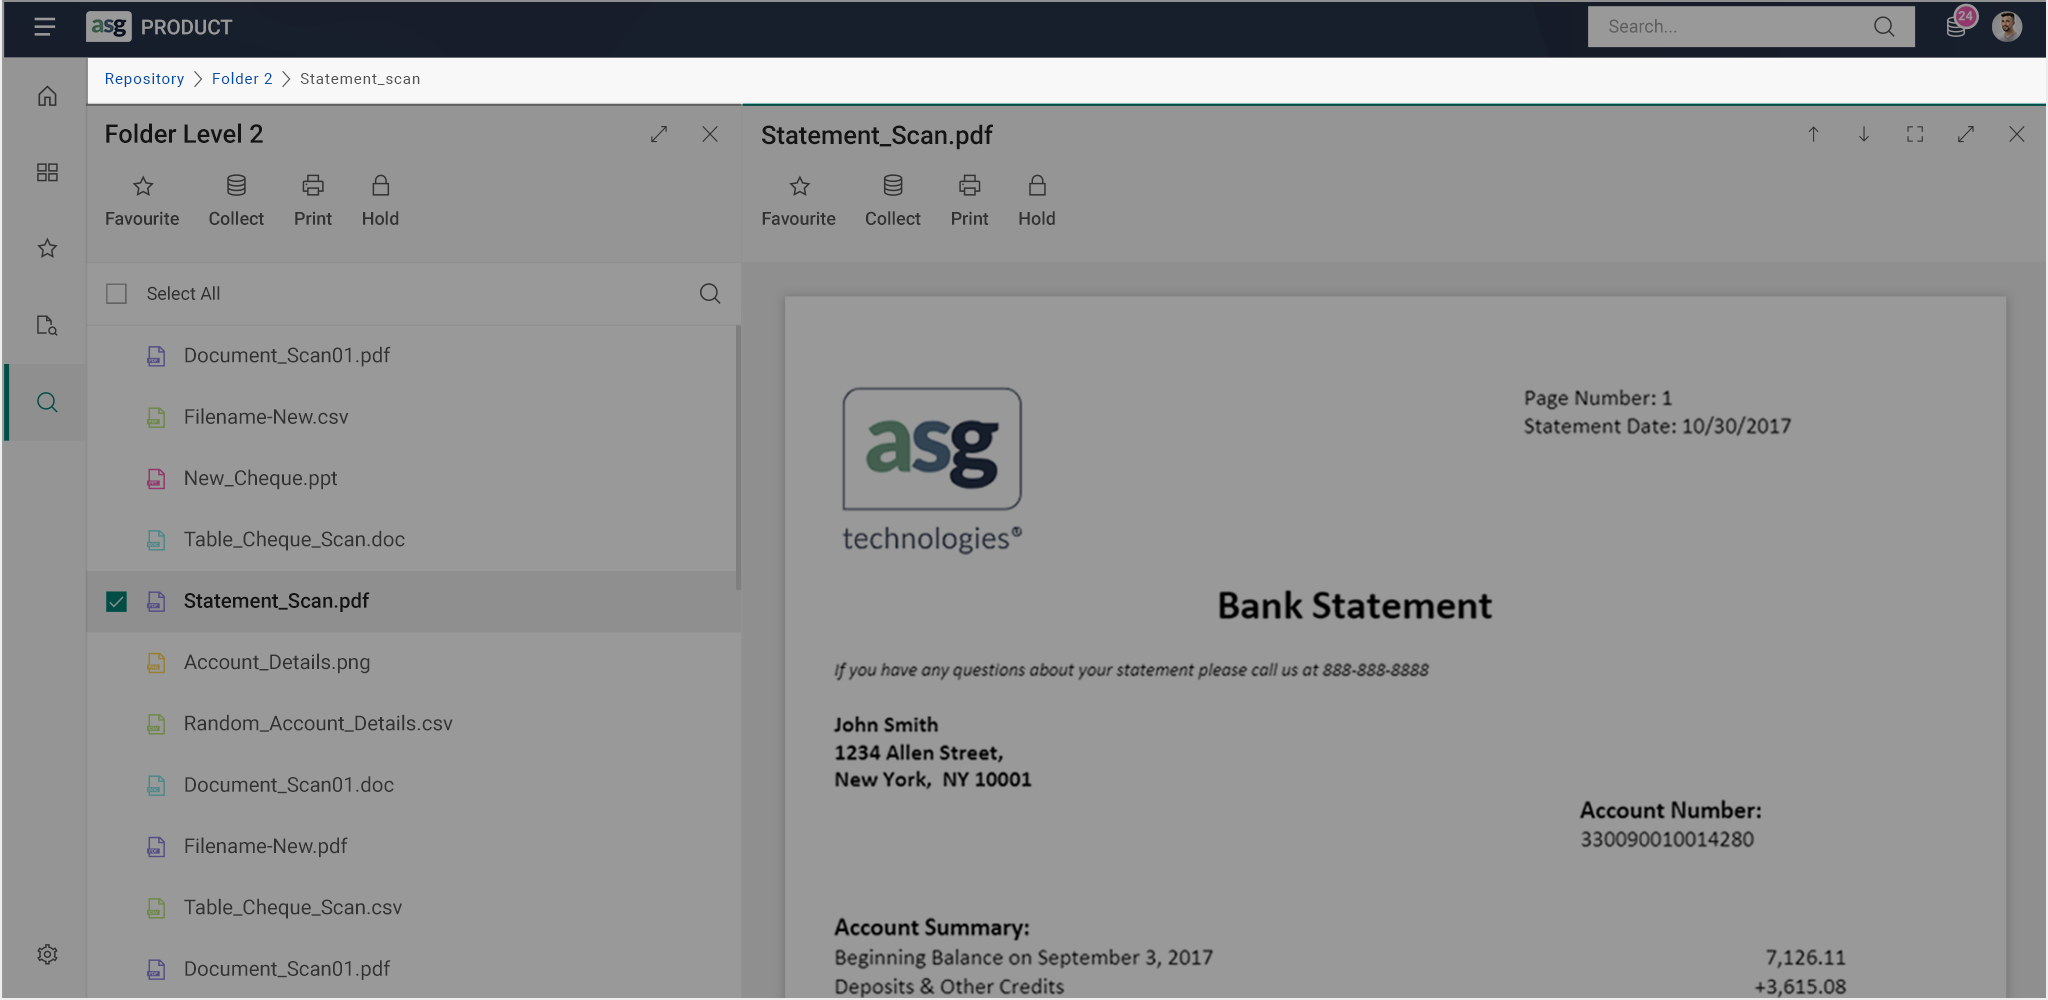 asg PRODUCT
Search...
24
Repository > Folder 2 > Statement_scan
Folder Level 2
Favourite Collect Print Hold
Select All
Document_Scan01.pdf
Filename-New.csv
New_Cheque.ppt
Table_Cheque_Scan.doc
Statement_Scan.pdf
Account_Details.png
Random_Account_Details.csv
Document_Scan01.doc
Filename-New.pdf
Table_Cheque_Scan.csv
Document_Scan01.pdf
Statement_Scan.pdf
Favourite Collect Print Hold
asg
technologies®
Page Number: 1
Statement Date: 10/30/2017
Bank Statement
If you have any questions about your statement please call us at 888-888-8888
John Smith
1234 Allen Street,
New York, NY 10001
Account Number:
330090010014280
Account Summary:
Beginning Balance on September 3, 2017 7,126.11
Deposits & Other Credits +3,615.08